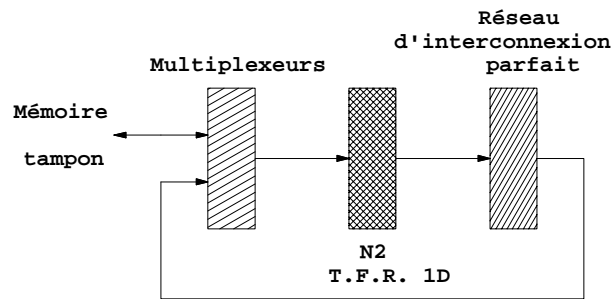 Réseau
d'interconnexion
parfait
Multiplexeurs
Mémoire
tampon
N2
T.F.R. 1D